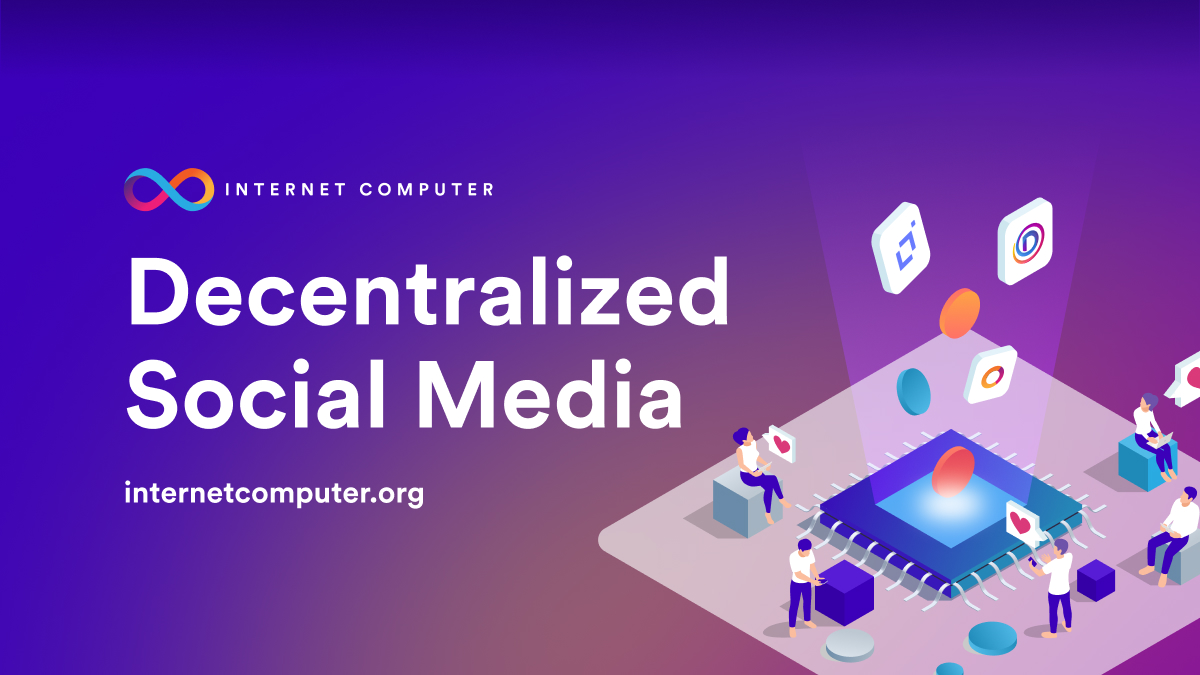 INTERNET COMPUTER
Decentralized
Social Media
internetcomputer.org